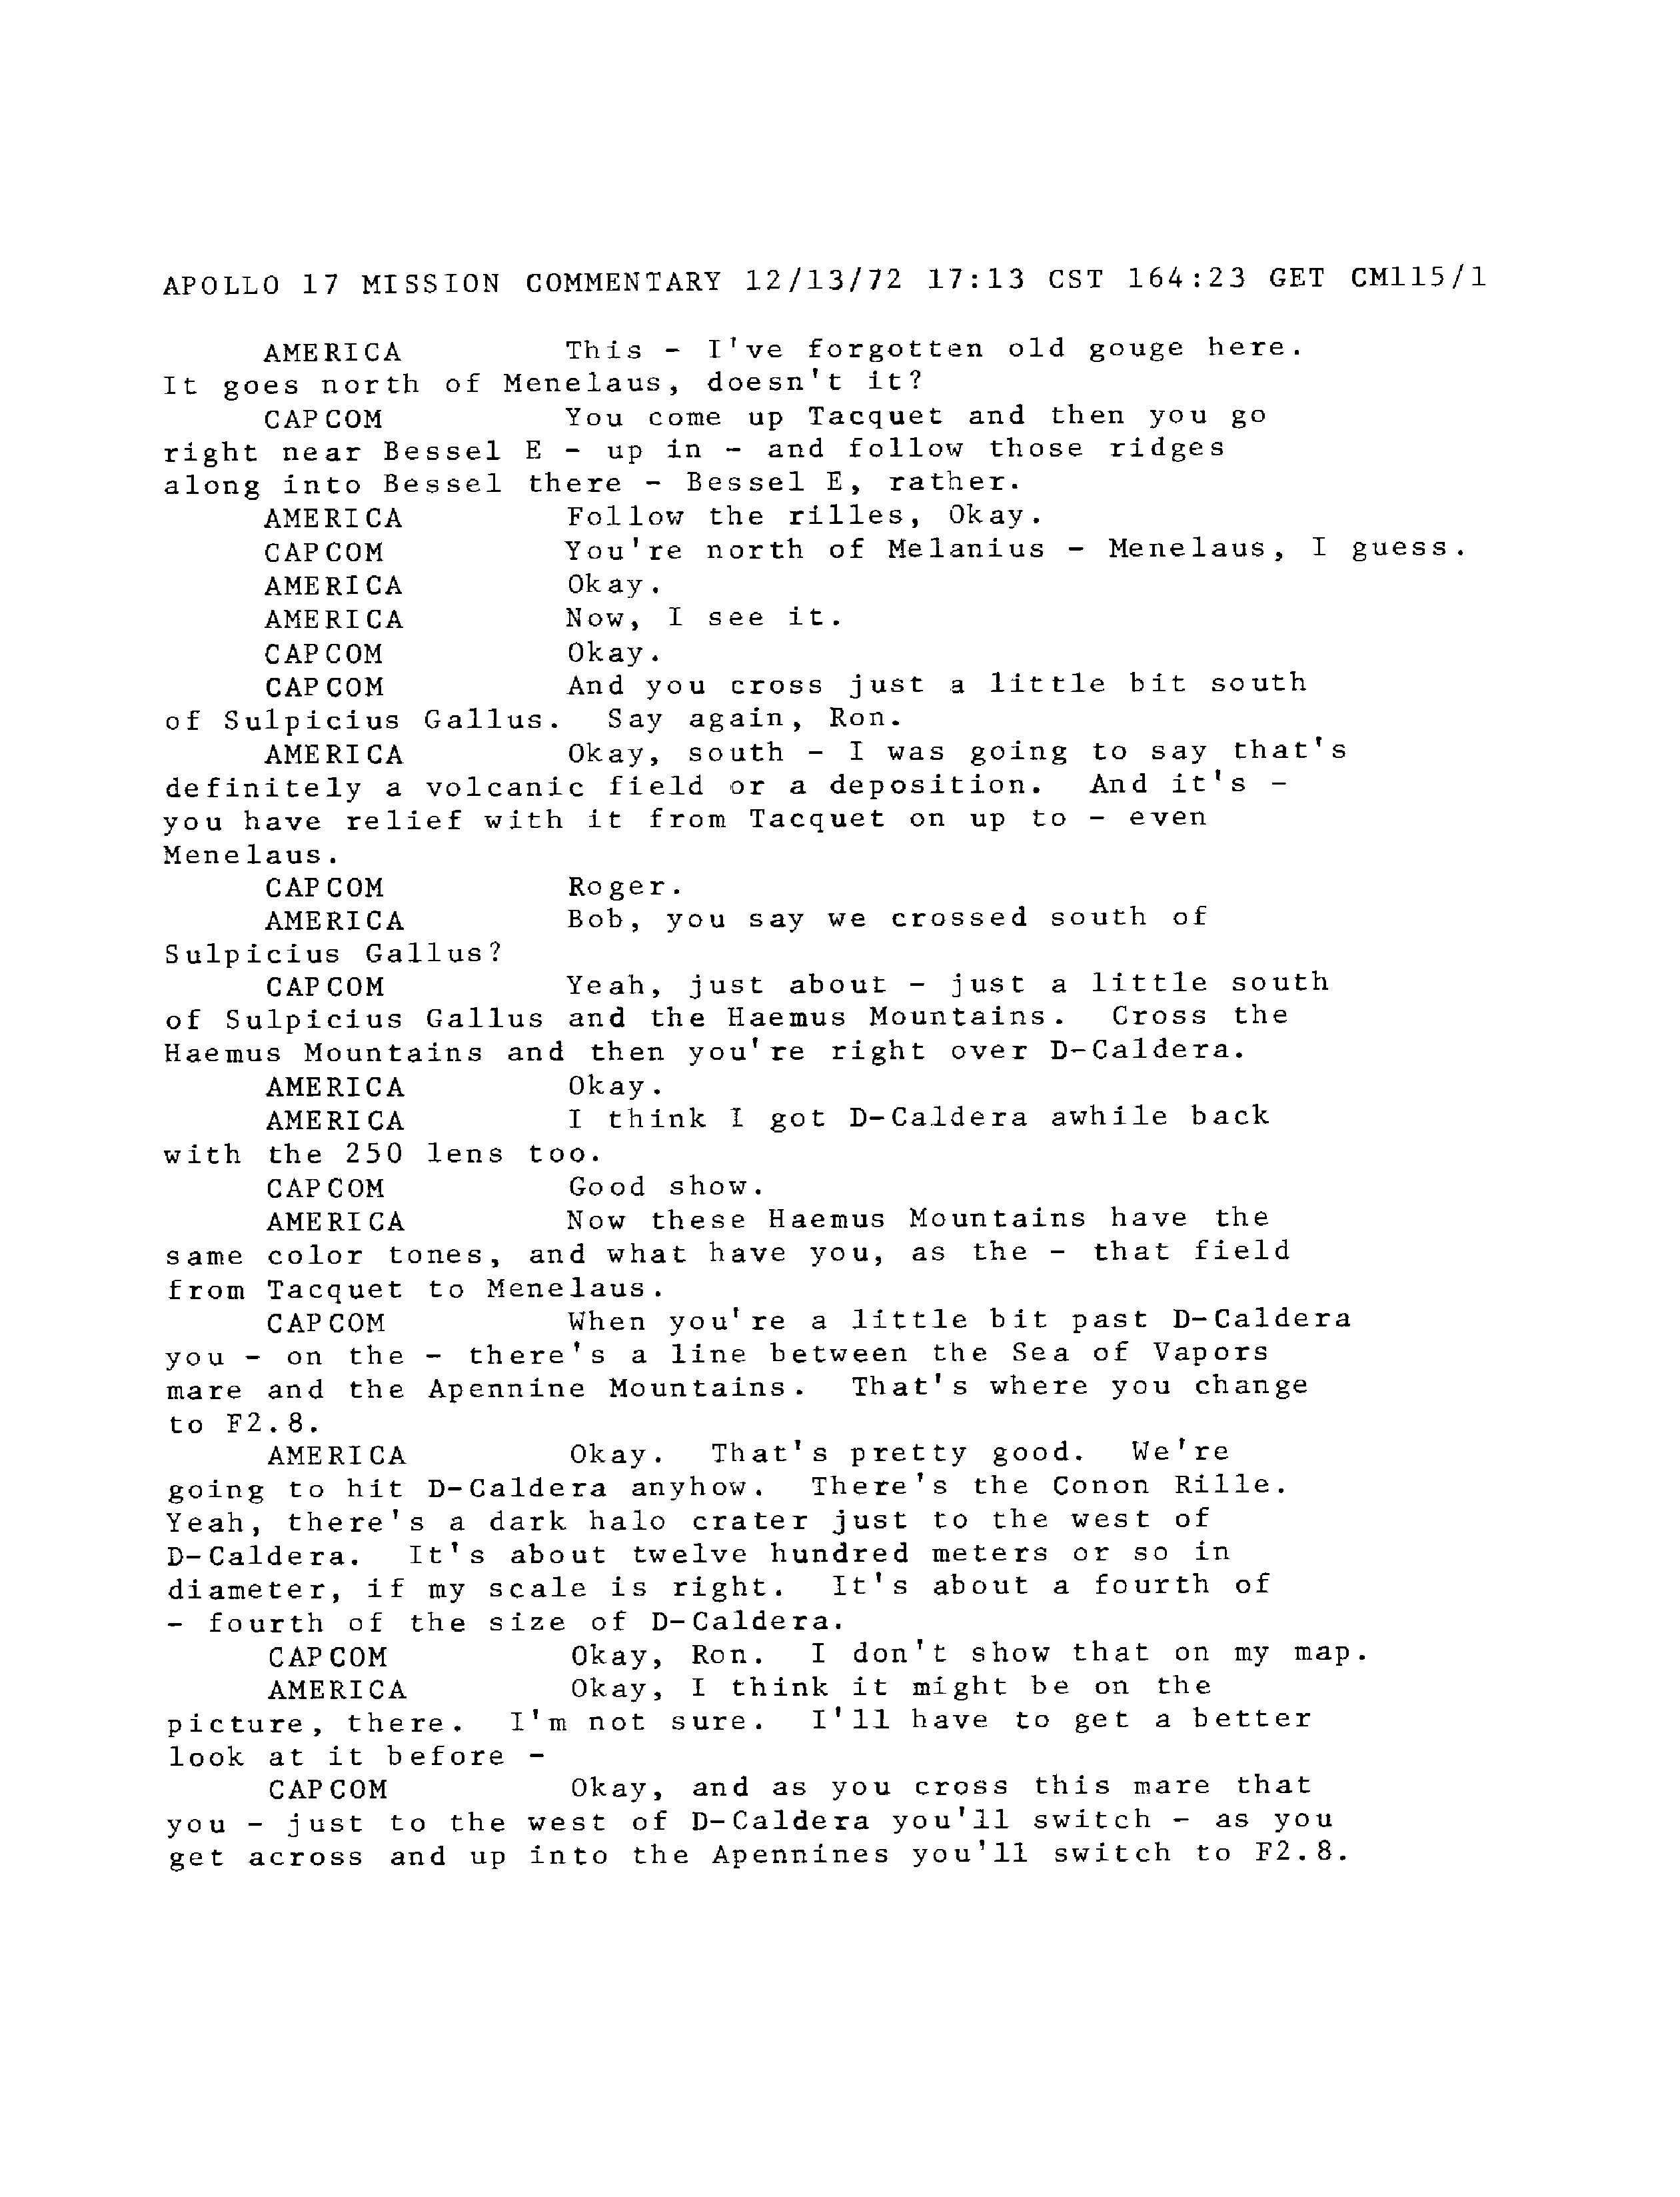 APOLLO 17 MISSION COMMENTARY 12/13/72 17:13 CST 164:23 GET CM115/1
AMERICA This - I've forgotten old gouge here.
It goes north of Menelaus, doesn't it?
CAPCOM You come up Tacquet and then you go
right near Bessel E - up in - and follow those ridges
along into Bessel there - Bessel E, rather.
AMERICA Follow the rilles, Okay.
CAPCOM You're north of Melanius - Menelaus, I guess.
AMERICA Okay.
AMERICA Now, I see it.
CAPCOM Okay.
CAPCOM And you cross just a little bit south
of Sulpicius Gallus. Say again, Ron.
AMERICA Okay, south - I was going to say that's
definitely a volcanic field or a deposition. And it's -
you have relief with it from Tacquet on up to - even
Menelaus.
CAPCOM Roger.
AMERICA Bob, you say we crossed south of
Sulpicius Gallus?
CAPCOM Yeah, just about - just a little south
of Sulpicius Gallus and the Haemus Mountains. Cross the
Haemus Mountains and then you're right over D-Caldera.
AMERICA Okay.
AMERICA I think I got D-Caldera awhile back
with the 250 lens too.
CAPCOM Good show.
AMERICA Now these Haemus Mountains have the
same color tones, and what have you, as the - that field
from Tacquet to Menelaus.
CAPCOM When you're a little bit past D-Caldera
you - on the - there's a line between the Sea of Vapors
mare and the Apennine Mountains. That's where you change
to F2.8.
AMERICA Okay. That's pretty good. We're
going to hit D-Caldera anyhow. There's the Conon Rille.
Yeah, there's a dark halo crater just to the west of
D-Caldera. It's about twelve hundred meters or so in
diameter, if my scale is right. It's about a fourth of
- fourth of the size of D-Caldera.
CAPCOM Okay, Ron. I don't show that on my map.
AMERICA Okay, I think it might be on the
picture, there. I'm not sure. I'll have to get a better
look at it before -
CAPCOM Okay, and as you cross this mare that
you - just to the west of D-Caldera you'll switch - as you
get across and up into the Apennines you'll switch to F2.8.